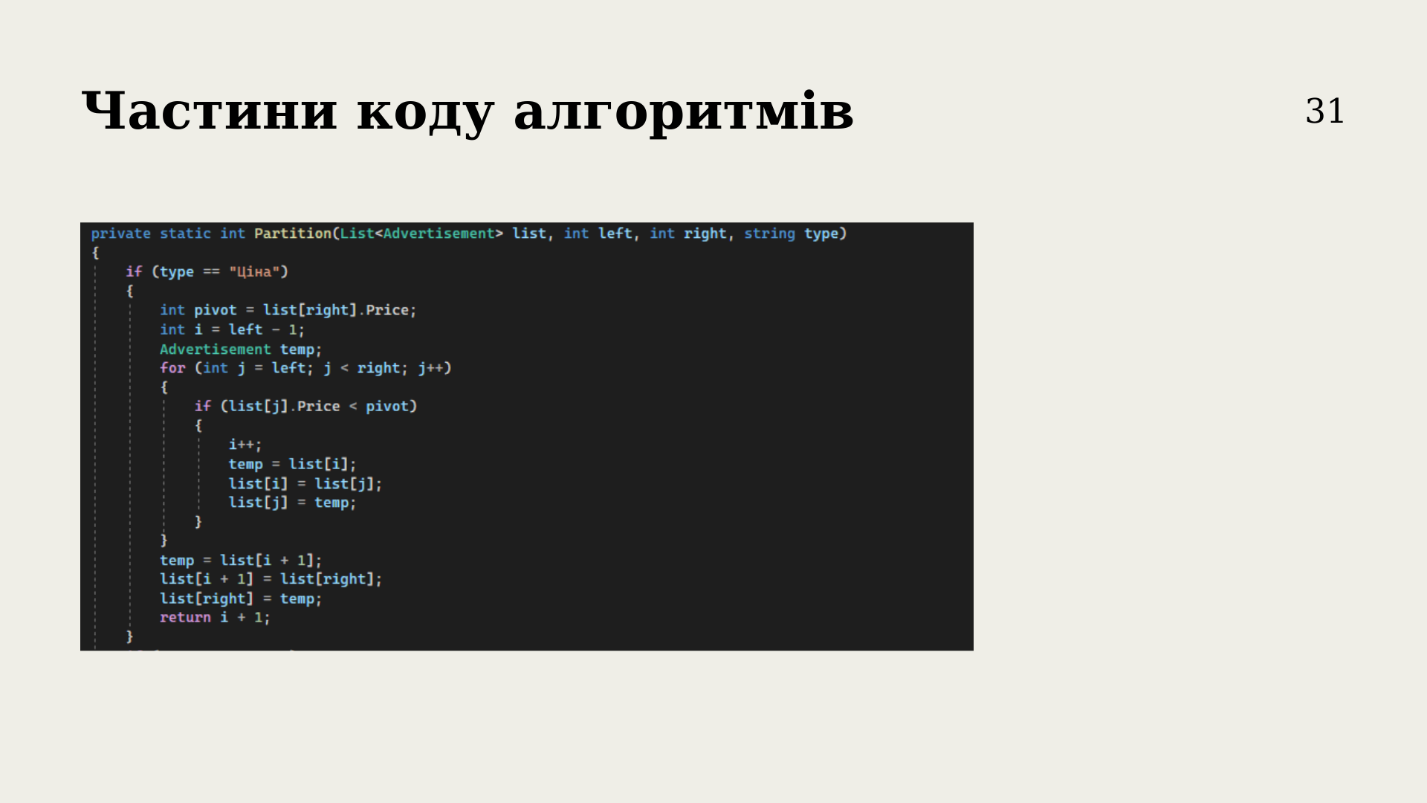 Частини коду алгоритмів
31
private static int Partition(List<Advertisement> list, int left, int right, string type)
{
if (type == "Ціна")
{
int pivot = list[right].Price;
int i = left - 1;
Advertisement temp;
for (int j = left; j < right; j++)
{
if (list[j].Price < pivot)
{
i++;
temp = list[i];
list[i] = list[j];
list[j] = temp;
}
}
temp = list[i + 1];
list[i + 1] = list[right];
list[right] = temp;
return i + 1;
}